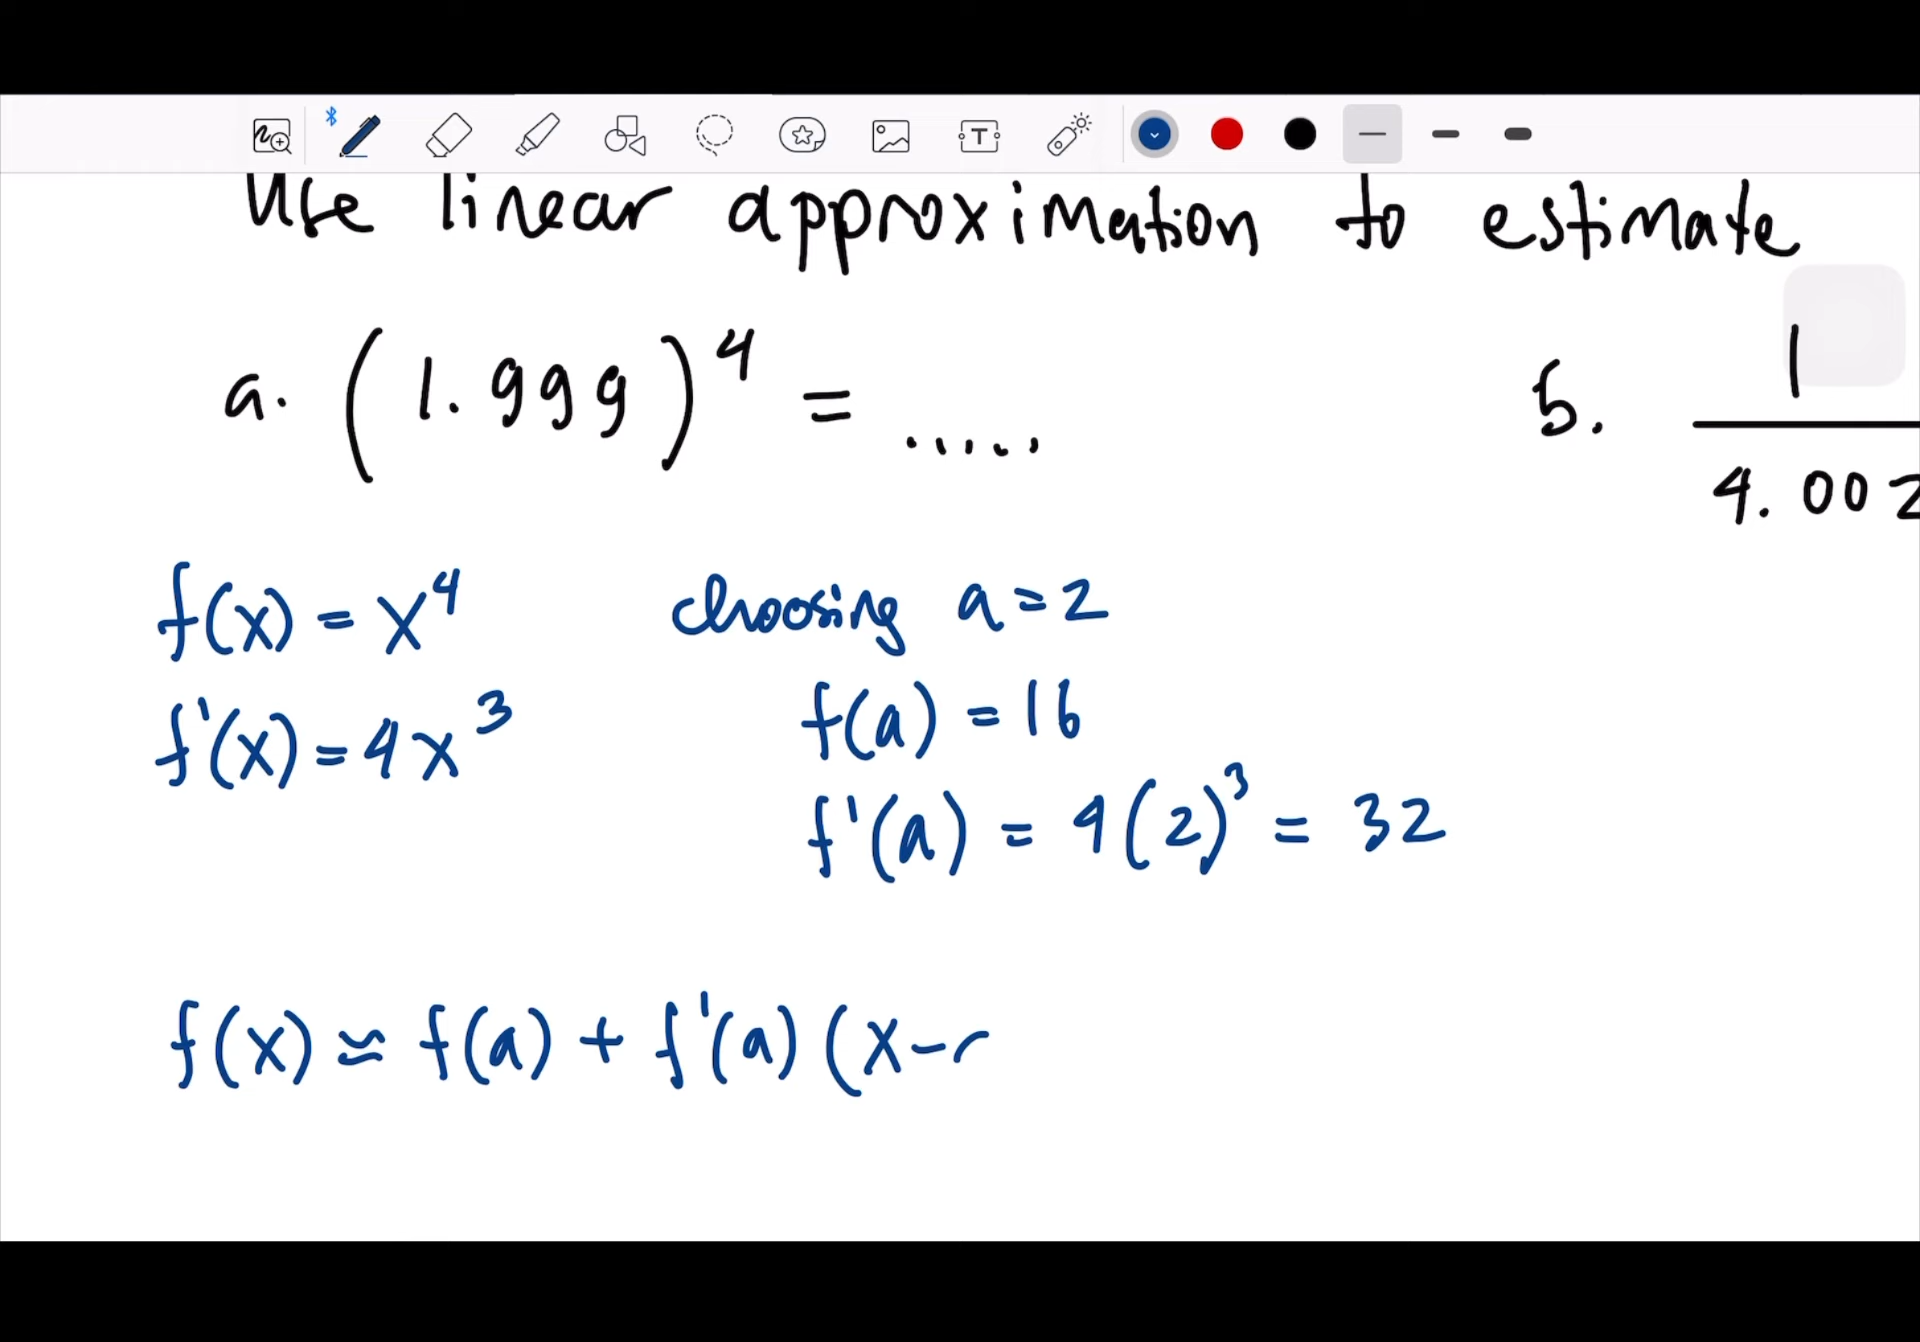 Use linear approximation to estimate
a. (1.999)⁴ = .....
b. 1
4.002
f(x) = x⁴
choosing a = 2
f'(x) = 4x³
f(a) = 16
f'(a) = 4(2)³ = 32
f(x) ≈ f(a) + f'(a) (x-